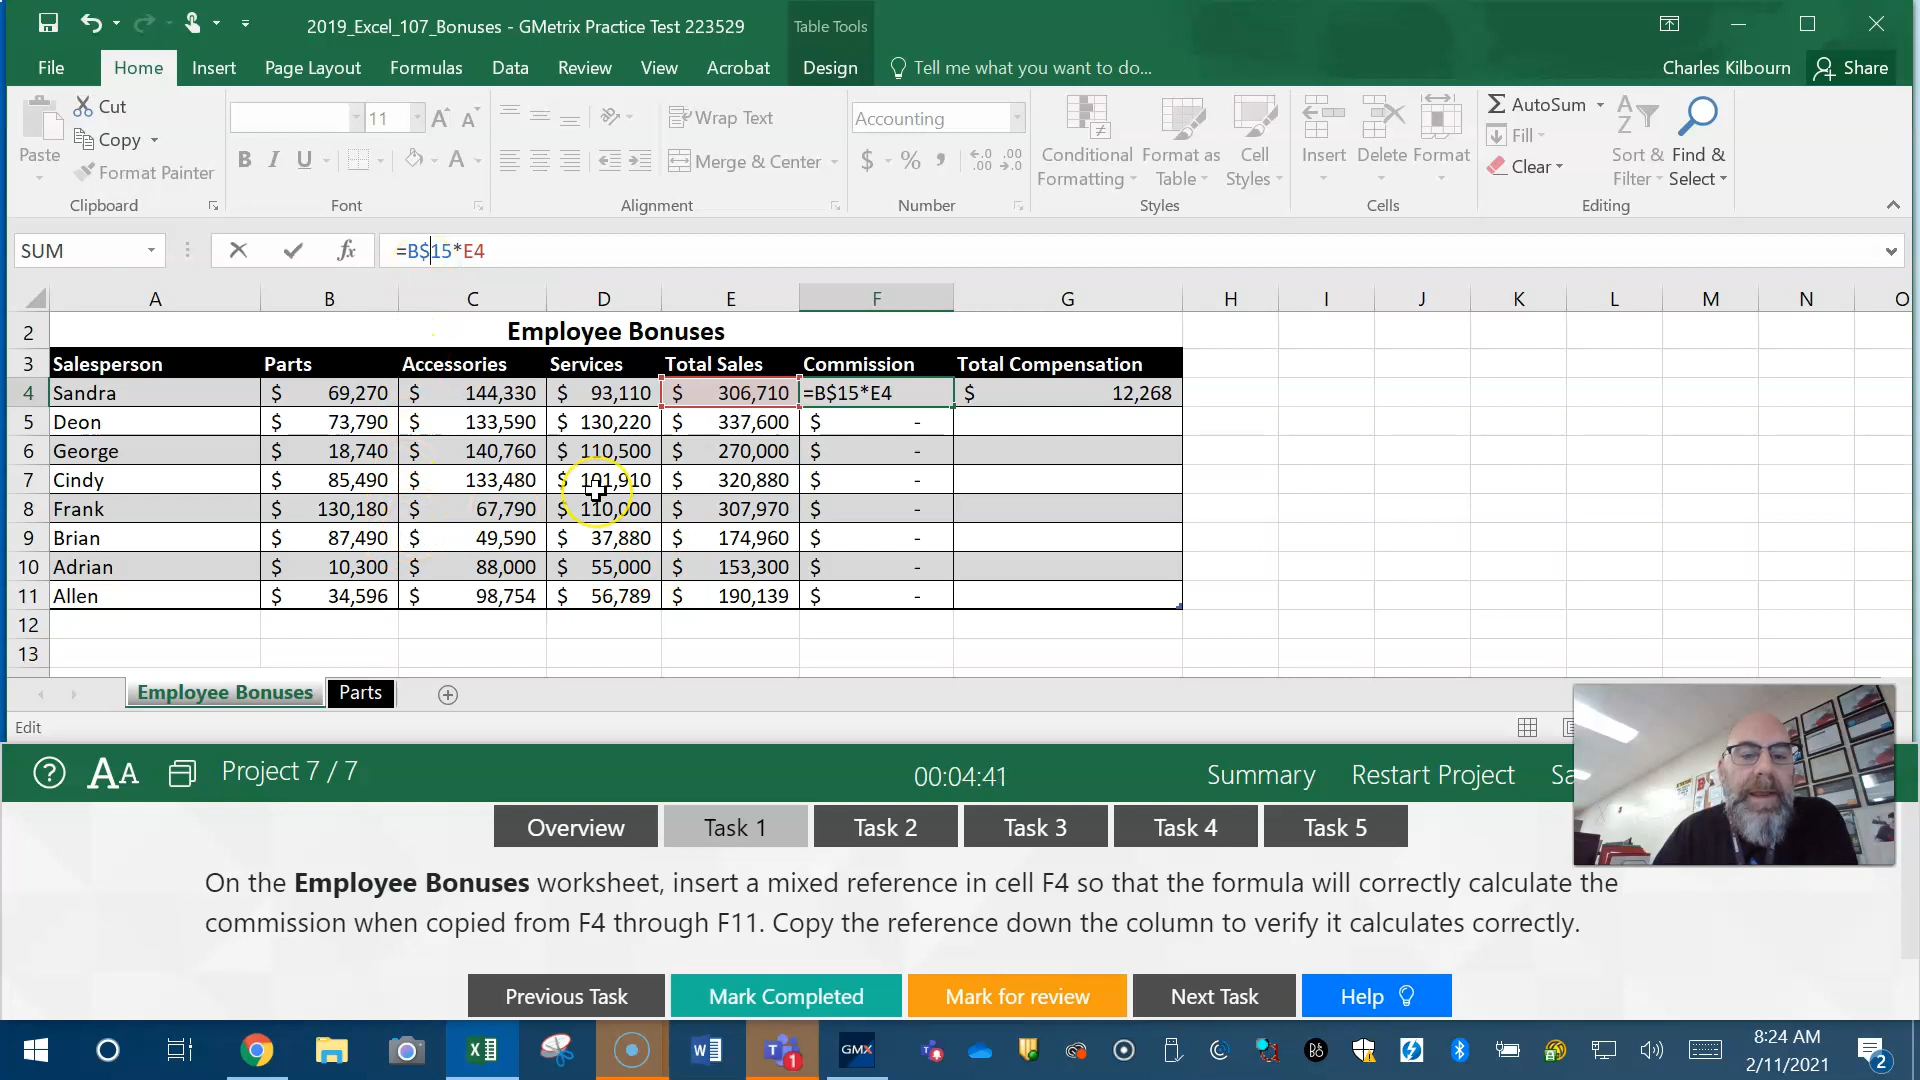 2019_Excel_107_Bonuses - GMetrix Practice Test 223529
Table Tools
File Home Insert Page Layout Formulas Data Review View Acrobat Design Tell me what you want to do... Charles Kilbourn Share
Paste
Cut
Copy
Format Painter
Clipboard
11
B I U
A A A
Font
Wrap Text
Merge & Center
Alignment
Accounting
$ % ,
Number
Conditional Formatting
Format as Table
Cell Styles
Styles
Insert Delete Format
Cells
AutoSum
Fill
Clear
Sort & Filter
Find & Select
Editing
SUM fx =B$15*E4
A B C D E F G H I J K L M N O
2 Employee Bonuses
3 Salesperson Parts Accessories Services Total Sales Commission Total Compensation
4 Sandra $ 69,270 $ 144,330 $ 93,110 $ 306,710 =B$15*E4 $ 12,268
5 Deon $ 73,790 $ 133,590 $ 130,220 $ 337,600 $ -
6 George $ 18,740 $ 140,760 $ 110,500 $ 270,000 $ -
7 Cindy $ 85,490 $ 133,480 $ 101,910 $ 320,880 $ -
8 Frank $ 130,180 $ 67,790 $ 110,000 $ 307,970 $ -
9 Brian $ 87,490 $ 49,590 $ 37,880 $ 174,960 $ -
10 Adrian $ 10,300 $ 88,000 $ 55,000 $ 153,300 $ -
11 Allen $ 34,596 $ 98,754 $ 56,789 $ 190,139 $ -
12
13
Employee Bonuses Parts
Edit
AA Project 7 / 7 00:04:41 Summary Restart Project Sa
Overview Task 1 Task 2 Task 3 Task 4 Task 5
On the Employee Bonuses worksheet, insert a mixed reference in cell F4 so that the formula will correctly calculate the
commission when copied from F4 through F11. Copy the reference down the column to verify it calculates correctly.
Previous Task Mark Completed Mark for review Next Task Help
GMX
8:24 AM
2/11/2021
2